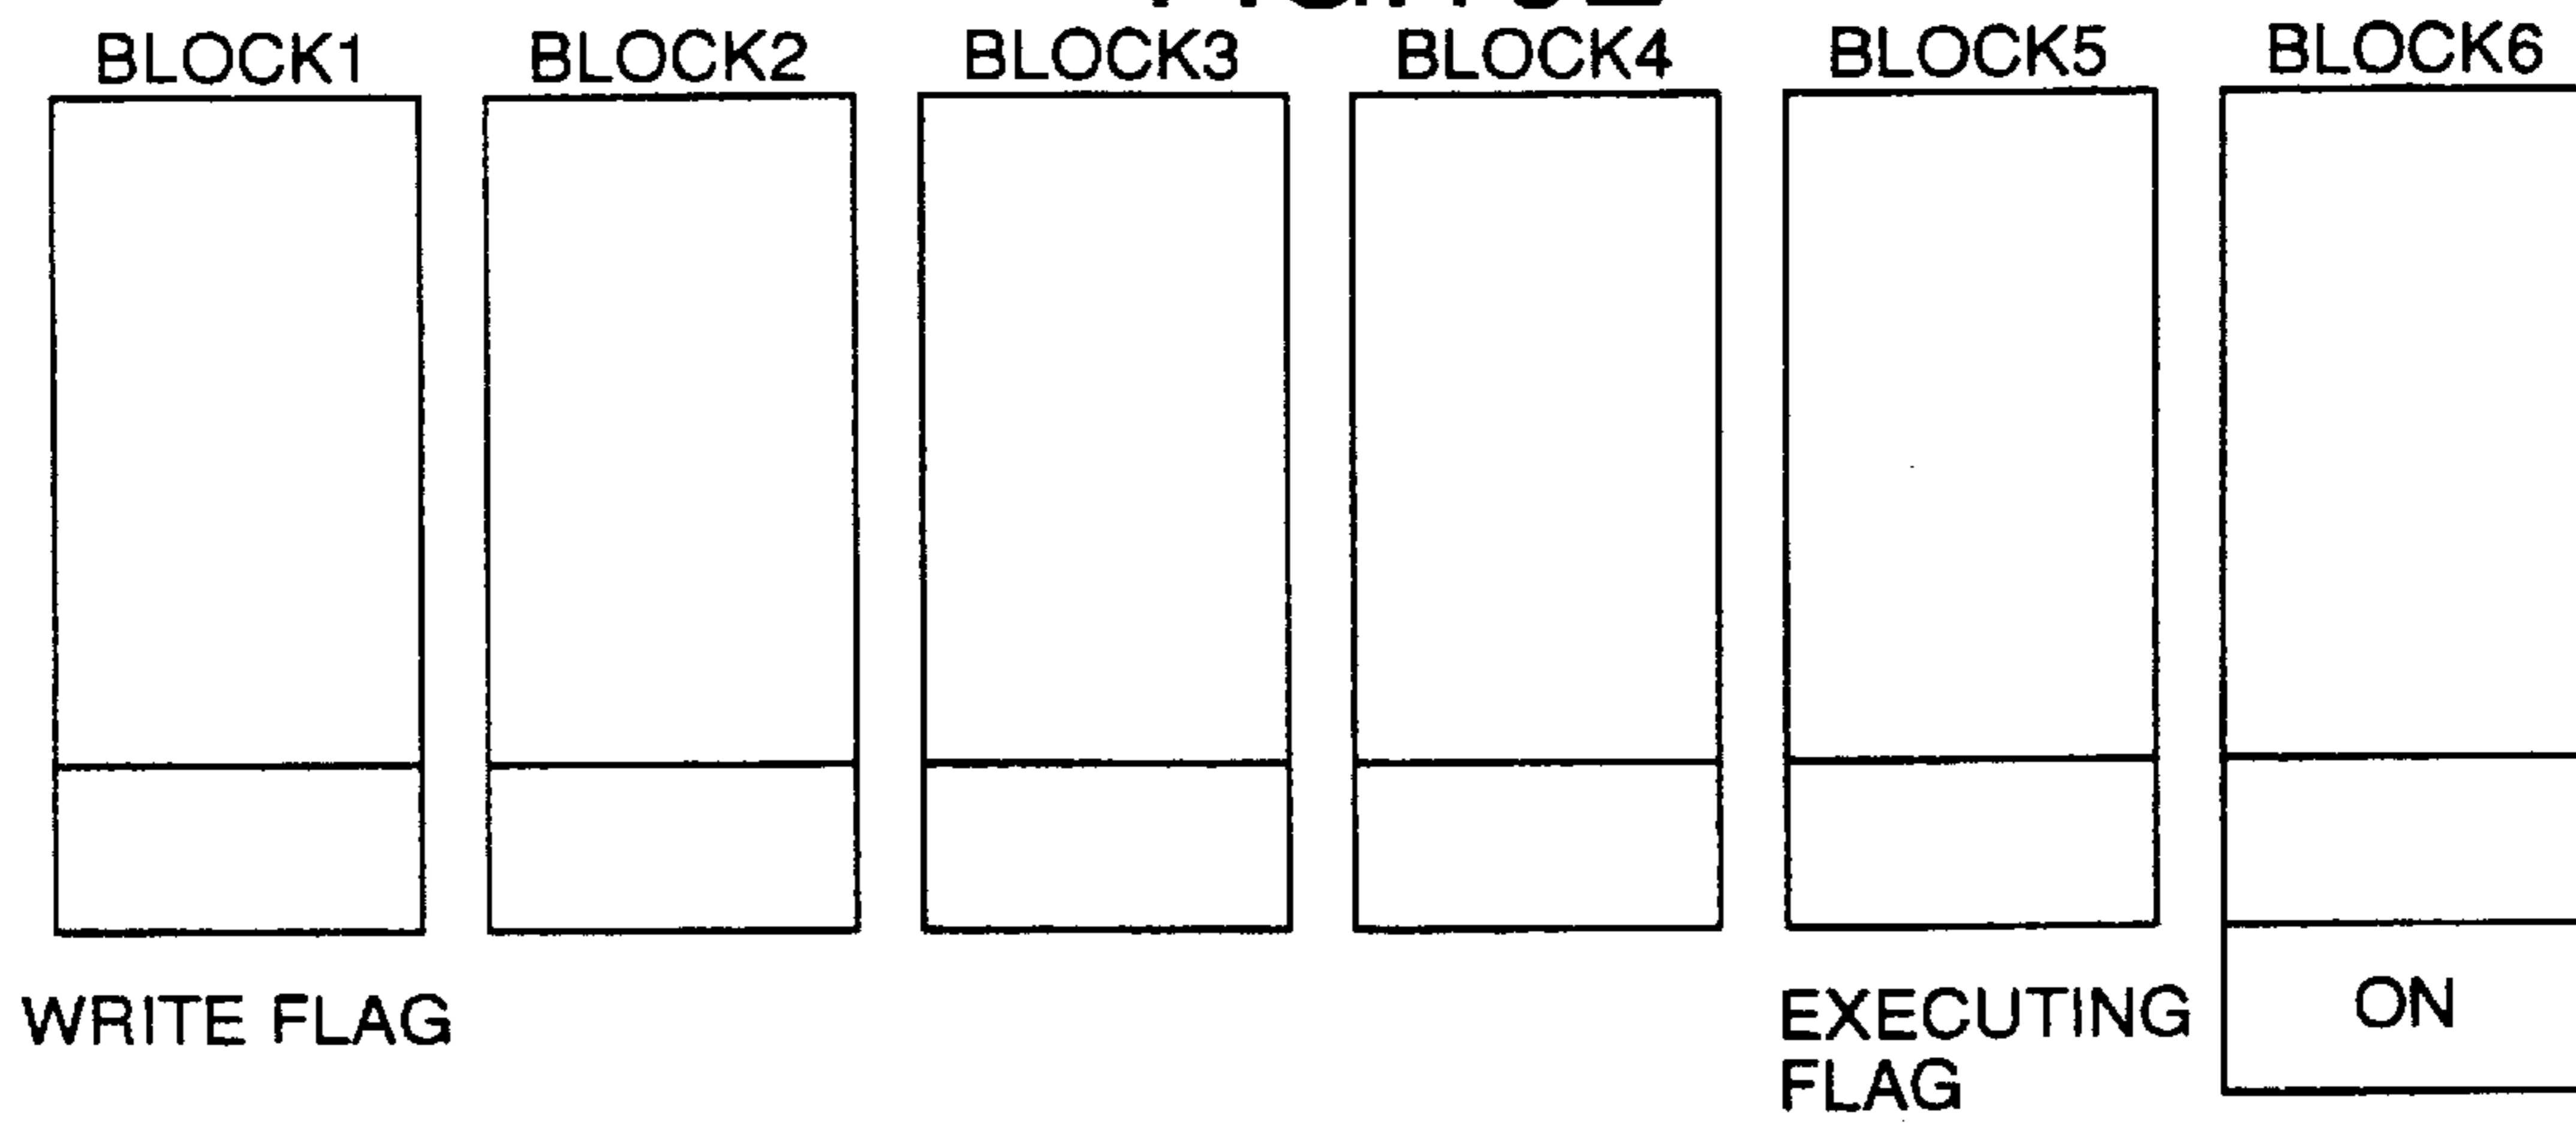 BLOCK1 BLOCK2 BLOCK3 BLOCK4 BLOCK5 BLOCK6
WRITE FLAG
EXECUTING
FLAG
ON